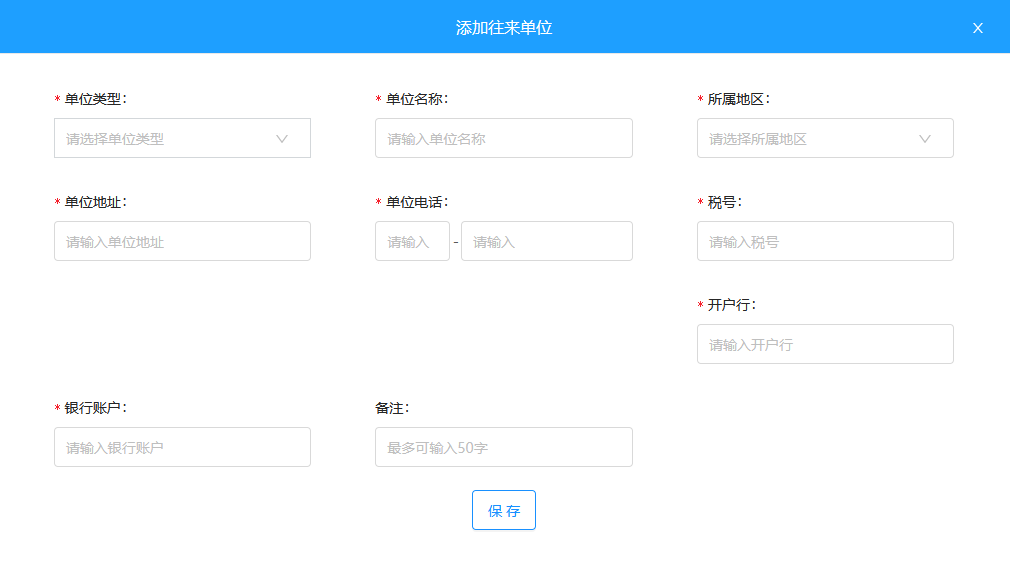 添加往来单位 X
* 单位类型: * 单位名称: * 所属地区:
请选择单位类型 请输入单位名称 请选择所属地区
* 单位地址: * 单位电话: * 税号:
请输入单位地址 请输入 - 请输入 请输入税号
* 开户行:
请输入开户行
* 银行账户: 备注:
请输入银行账户 最多可输入50字
保 存